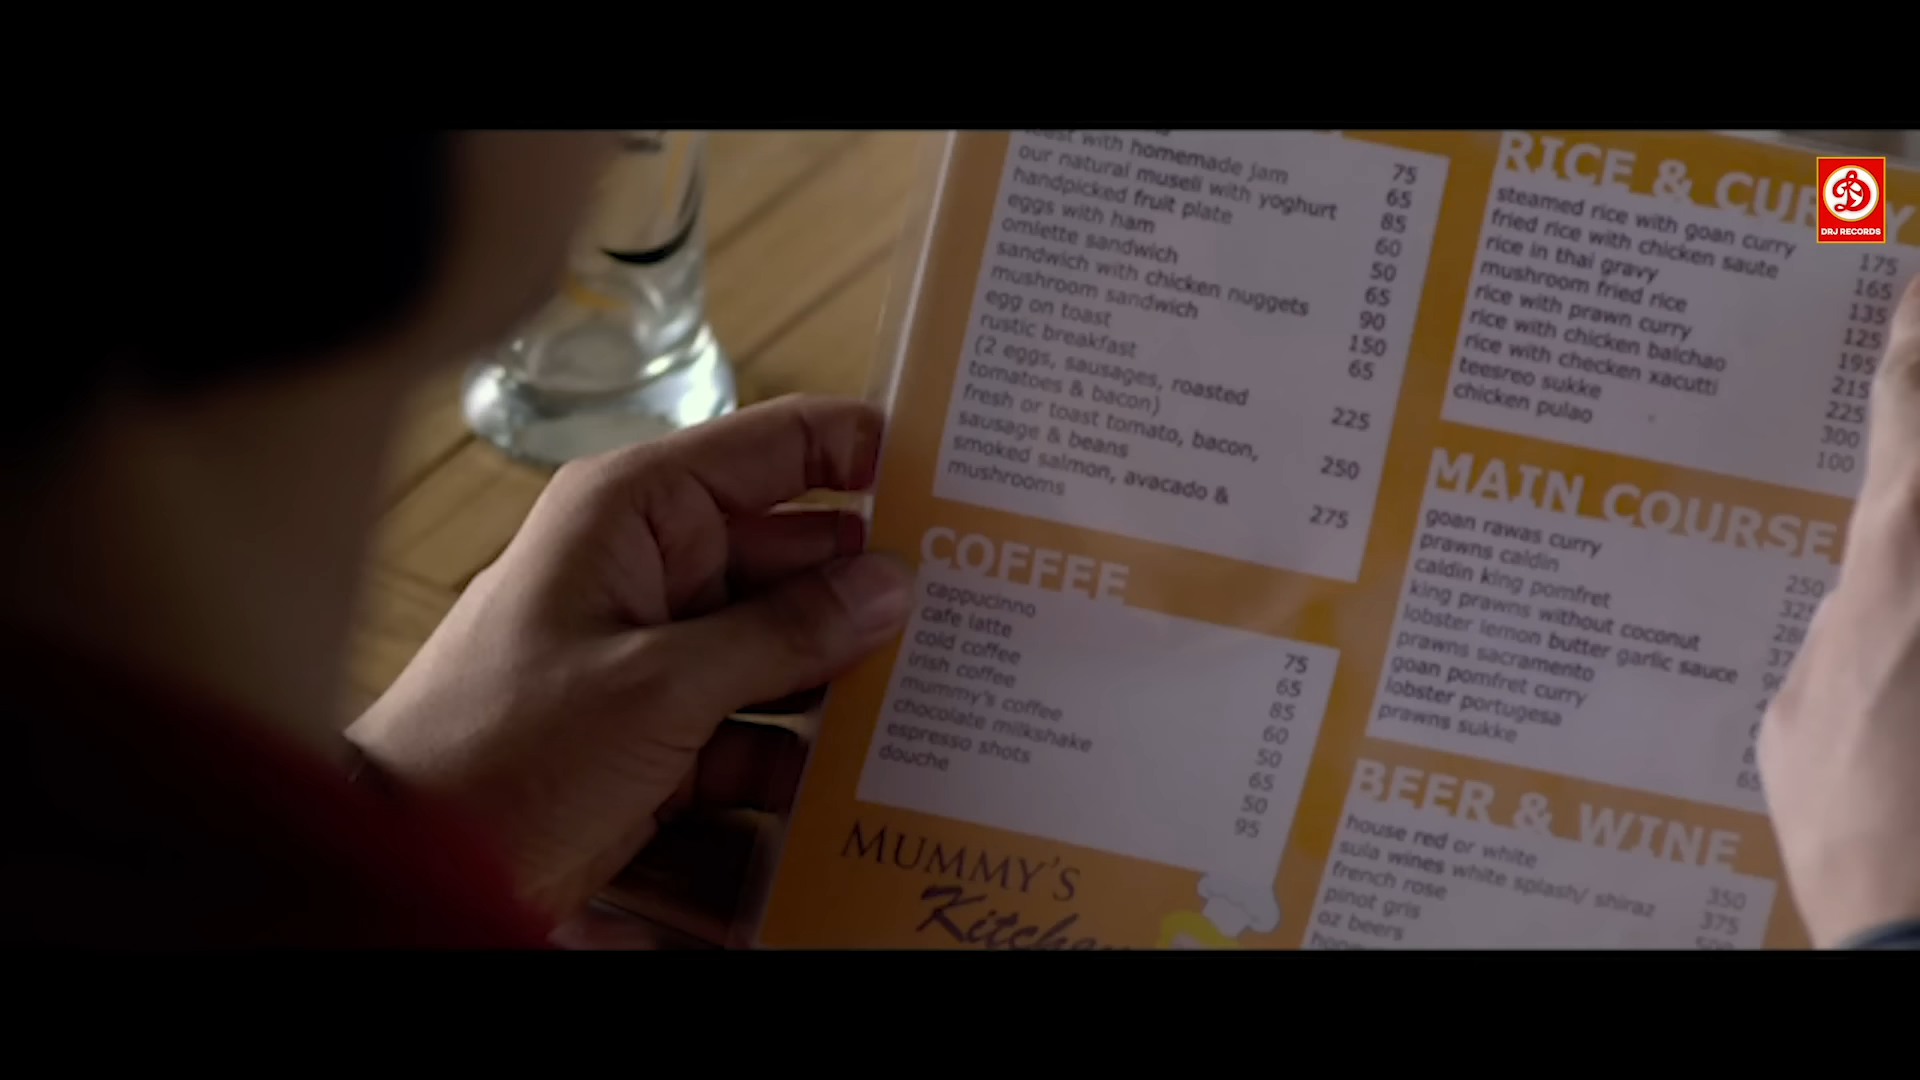 toast with homemade jam 75
our natural museli with yoghurt 65
handpicked fruit plate 85
eggs with ham 60
omlette sandwich 50
sandwich with chicken nuggets 65
mushroom sandwich 90
egg on toast 150
rustic breakfast 65
(2 eggs, sausages, roasted
tomatoes & bacon) 225
fresh or toast tomato, bacon,
sausage & beans 250
smoked salmon, avacado &
mushrooms 275
COFFEE
cappucinno 75
cafe latte 65
cold coffee 85
irish coffee 60
mummy's coffee 50
chocolate milkshake 65
espresso shots 50
douche 95
MUMMY'S
Kitchen
RICE & CURRY
steamed rice with goan curry 175
fried rice with chicken saute 165
rice in thai gravy 135
mushroom fried rice 125
rice with prawn curry 195
rice with chicken balchao 215
rice with checken xacutti 225
teesreo sukke 300
chicken pulao 100
MAIN COURSE
goan rawas curry 250
prawns caldin
caldin king pomfret
king prawns without coconut
lobster lemon butter garlic sauce
prawns sacramento
goan pomfret curry
lobster portugesa
prawns sukke
BEER & WINE
house red or white 350
sula wines white splash/ shiraz 375
french rose
pinot gris
oz beers
DRJ RECORDS